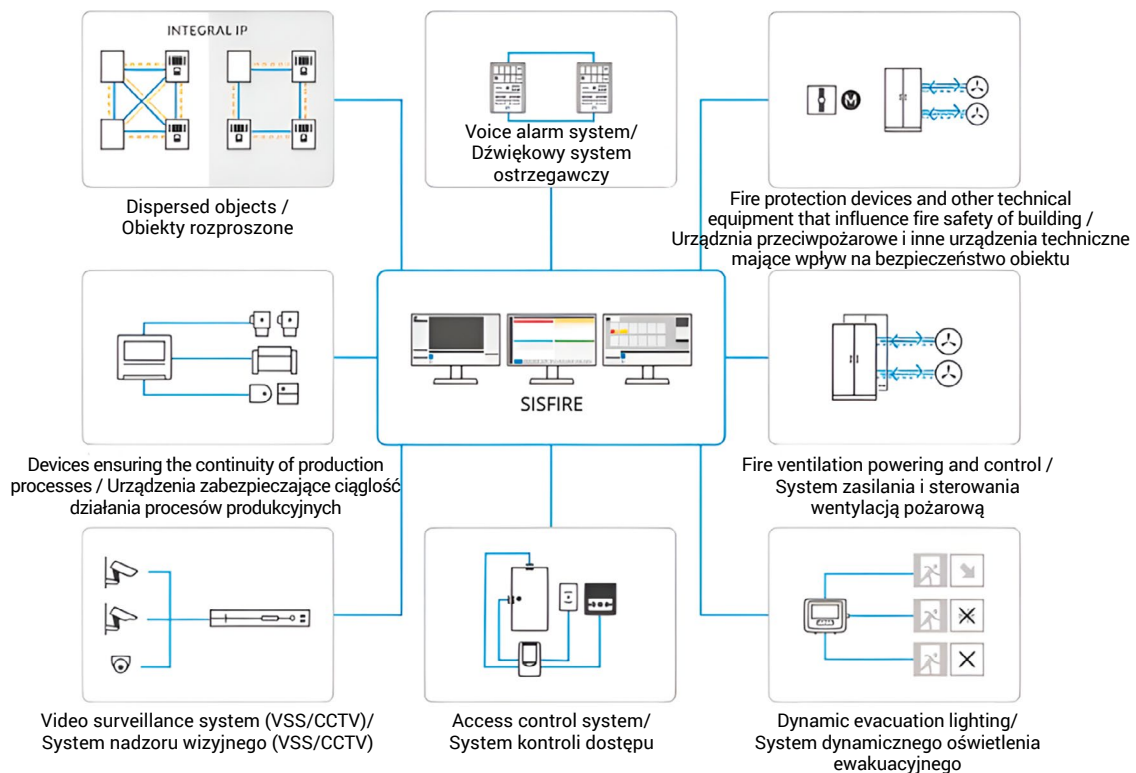 INTEGRAL IP
Dispersed objects /
Obiekty rozproszone
Voice alarm system/
Dźwiękowy system
ostrzegawczy
M
Fire protection devices and other technical
equipment that influence fire safety of building /
Urządznia przeciwpożarowe i inne urządzenia techniczne
mające wpływ na bezpieczeństwo obiektu
SISFIRE
Devices ensuring the continuity of production
processes / Urządzenia zabezpieczające ciągłość
działania procesów produkcyjnych
Fire ventilation powering and control /
System zasilania i sterowania
wentylacją pożarową
Video surveillance system (VSS/CCTV)/
System nadzoru wizyjnego (VSS/CCTV)
Access control system/
System kontroli dostępu
Dynamic evacuation lighting/
System dynamicznego oświetlenia
ewakuacyjnego